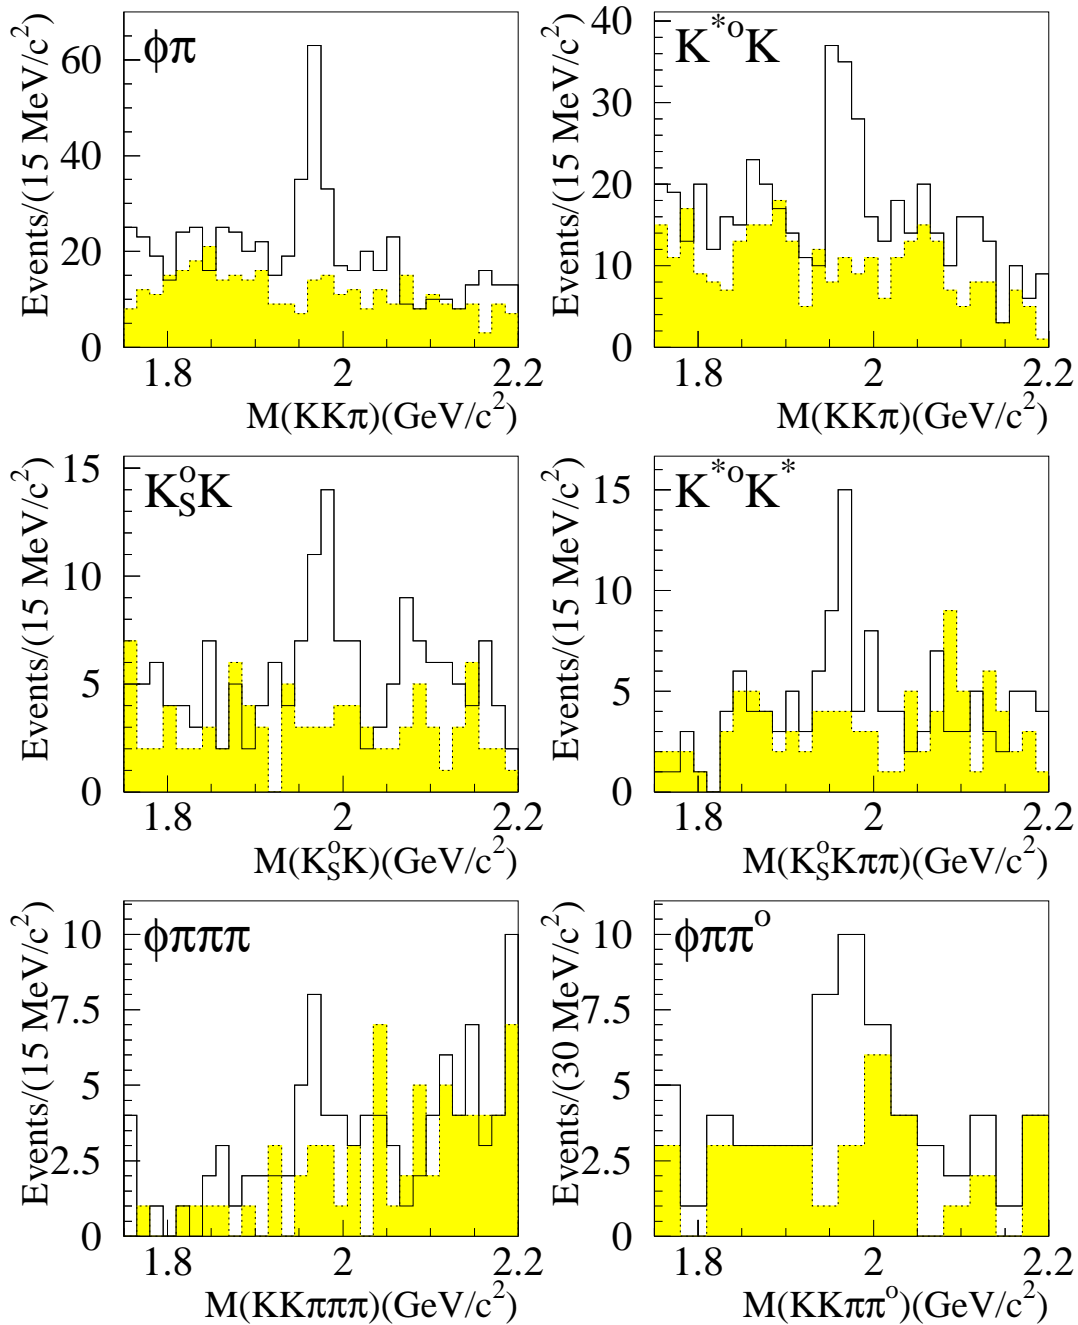 φπ
Events/(15 MeV/c²)
60
40
20
0
1.8 2 2.2
M(KKπ)(GeV/c²)
K*⁰K
Events/(15 MeV/c²)
40
30
20
10
0
1.8 2 2.2
M(KKπ)(GeV/c²)
K⁰_SK
Events/(15 MeV/c²)
15
10
5
0
1.8 2 2.2
M(K⁰_SK)(GeV/c²)
K*⁰K*
Events/(15 MeV/c²)
15
10
5
0
1.8 2 2.2
M(K⁰_SKππ)(GeV/c²)
φπππ
Events/(15 MeV/c²)
10
7.5
5
2.5
0
1.8 2 2.2
M(KKπππ)(GeV/c²)
φππ⁰
Events/(30 MeV/c²)
10
7.5
5
2.5
0
1.8 2 2.2
M(KKππ⁰)(GeV/c²)